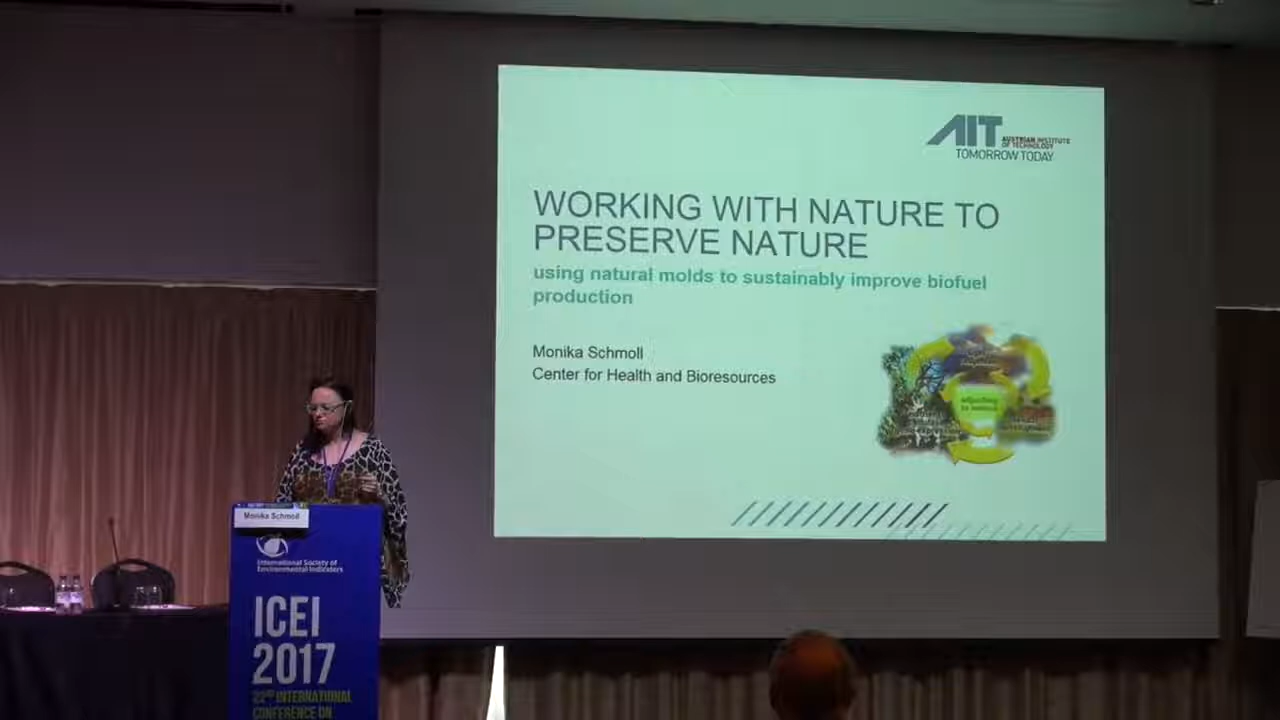 AIT
AUSTRIAN INSTITUTE
OF TECHNOLOGY
TOMORROW TODAY
WORKING WITH NATURE TO
PRESERVE NATURE
using natural molds to sustainably improve biofuel
production
Monika Schmoll
Center for Health and Bioresources
Monika Schmoll
International Society of
Environmental Indicators
ICEI
2017
22nd INTERNATIONAL
CONFERENCE ON